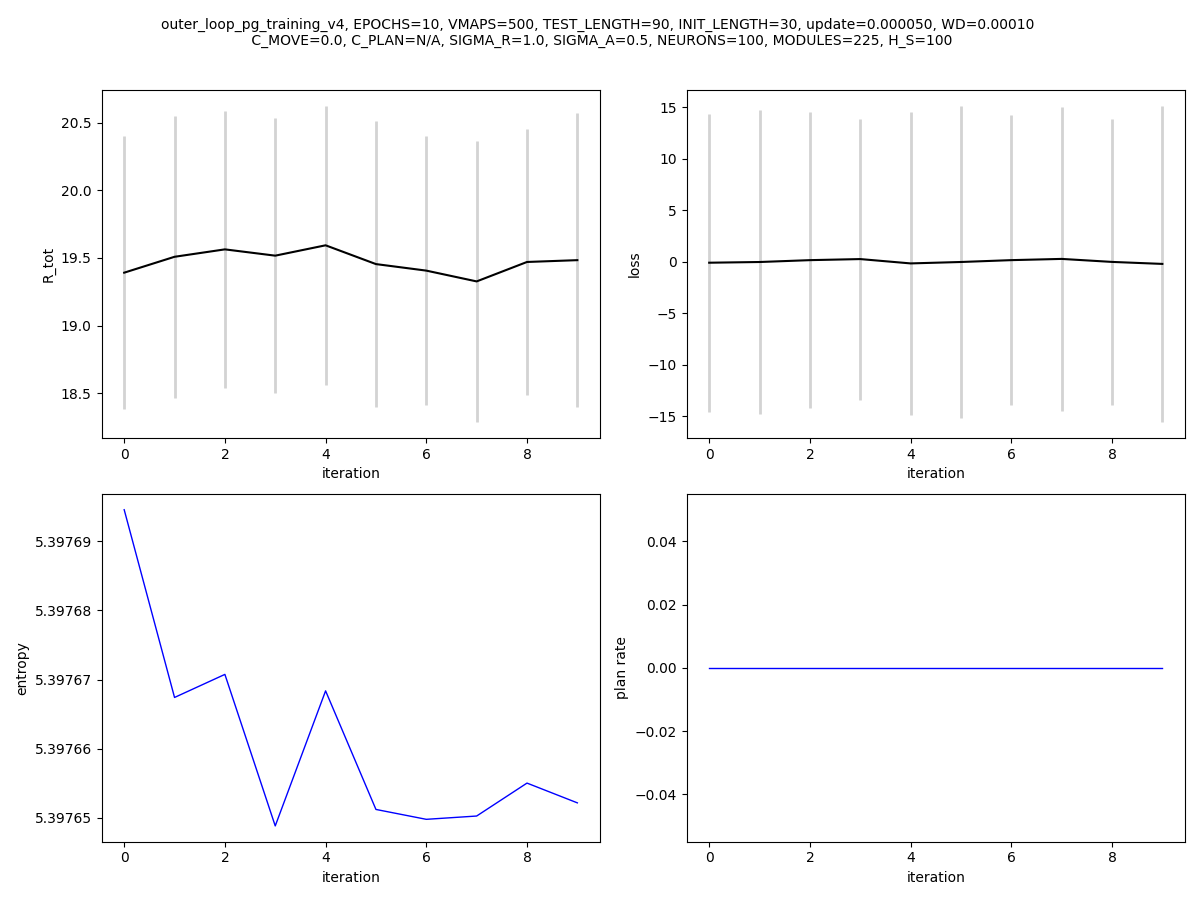 outer_loop_pg_training_v4, EPOCHS=10, VMAPS=500, TEST_LENGTH=90, INIT_LENGTH=30, update=0.000050, WD=0.00010
C_MOVE=0.0, C_PLAN=N/A, SIGMA_R=1.0, SIGMA_A=0.5, NEURONS=100, MODULES=225, H_S=100
20.5
20.0
19.5
19.0
18.5
R_tot
0 2 4 6 8
iteration
15
10
5
0
−5
−10
−15
loss
0 2 4 6 8
iteration
5.39769
5.39768
5.39767
5.39766
5.39765
entropy
0 2 4 6 8
iteration
0.04
0.02
0.00
−0.02
−0.04
plan rate
0 2 4 6 8
iteration